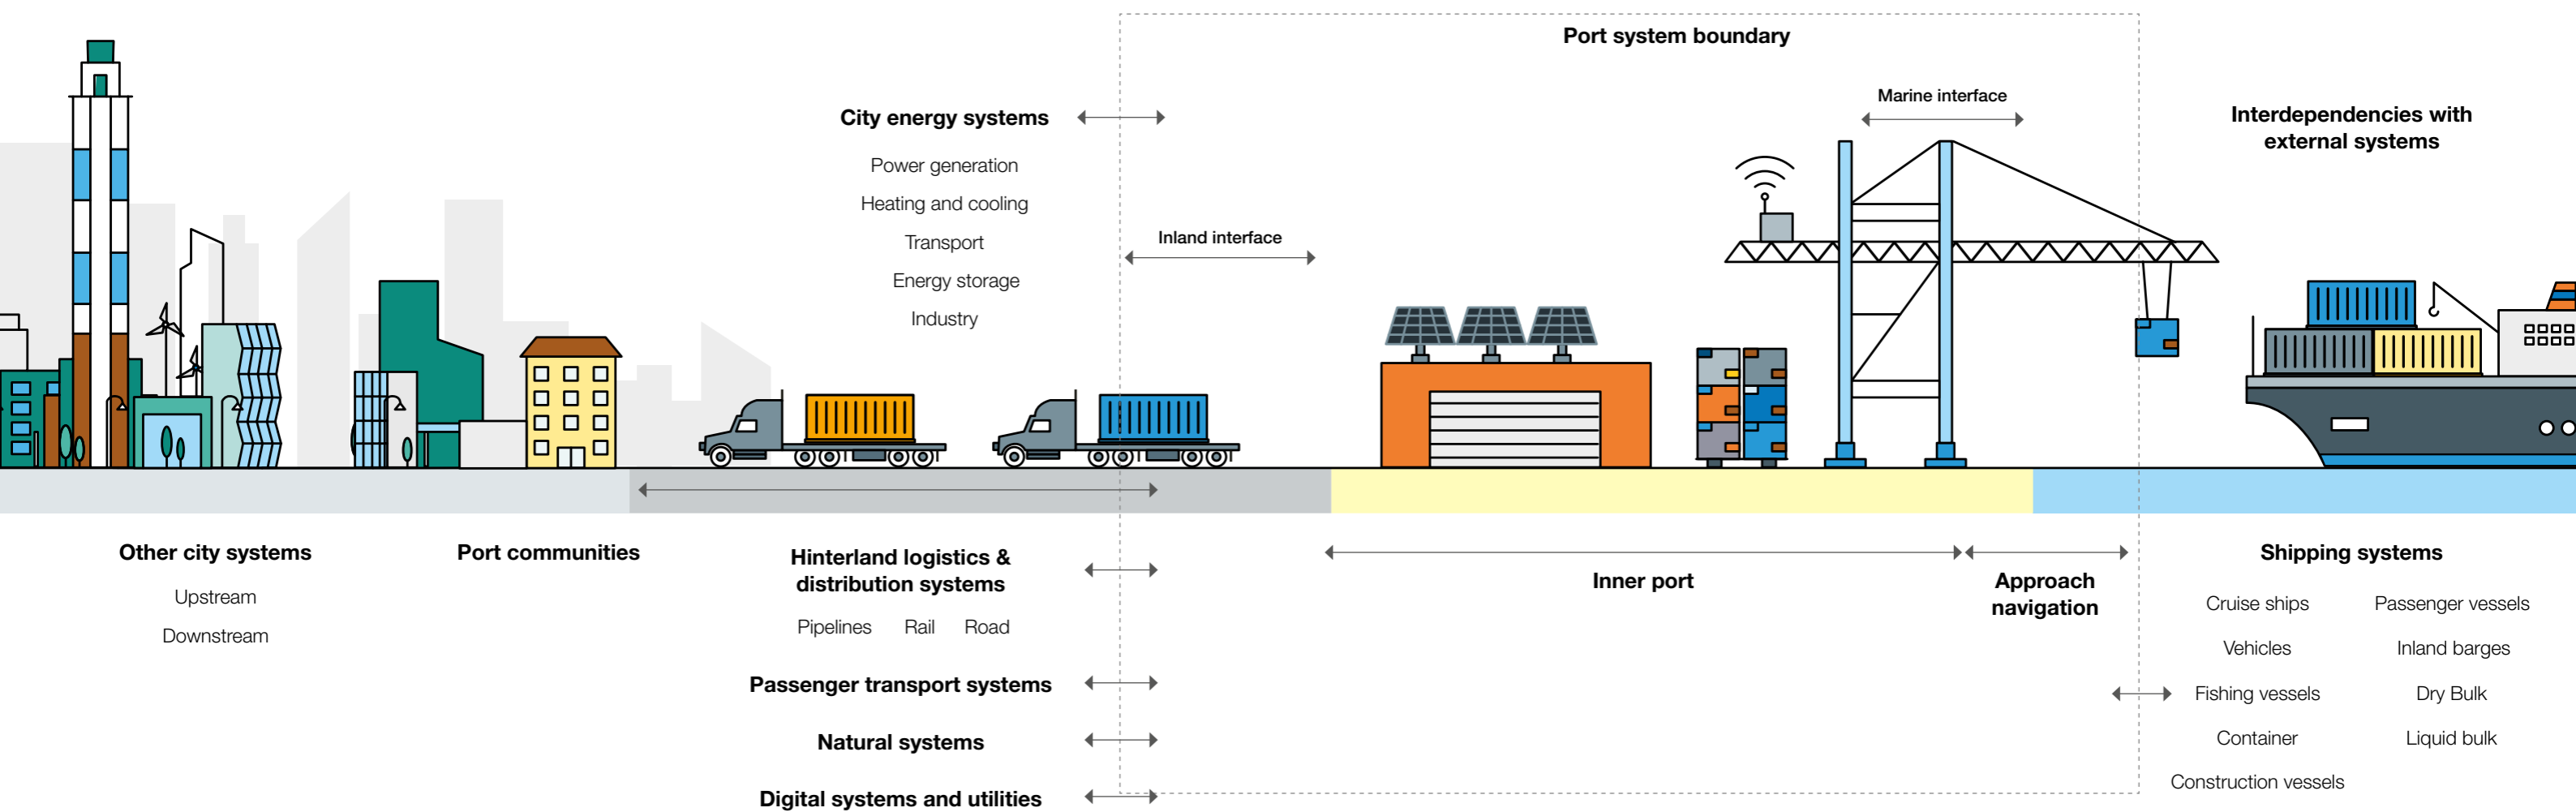 Port system boundary
Marine interface
City energy systems
Power generation
Heating and cooling
Transport
Energy storage
Industry
Inland interface
Interdependencies with
external systems
Other city systems
Upstream
Downstream
Port communities
Hinterland logistics &
distribution systems
Pipelines Rail Road
Passenger transport systems
Natural systems
Digital systems and utilities
Inner port
Approach
navigation
Shipping systems
Cruise ships Passenger vessels
Vehicles Inland barges
Fishing vessels Dry Bulk
Container Liquid bulk
Construction vessels